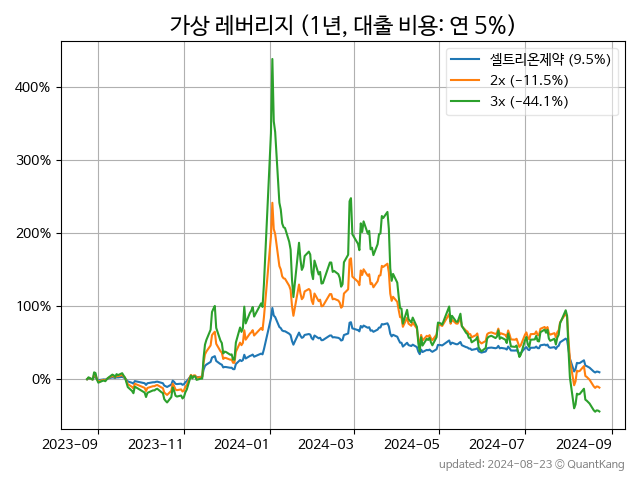 가상 레버리지 (1년, 대출 비용: 연 5%)
셀트리온제약 (9.5%)
2x (-11.5%)
3x (-44.1%)
400%
300%
200%
100%
0%
2023-09 2023-11 2024-01 2024-03 2024-05 2024-07 2024-09
updated: 2024-08-23 © QuantKang